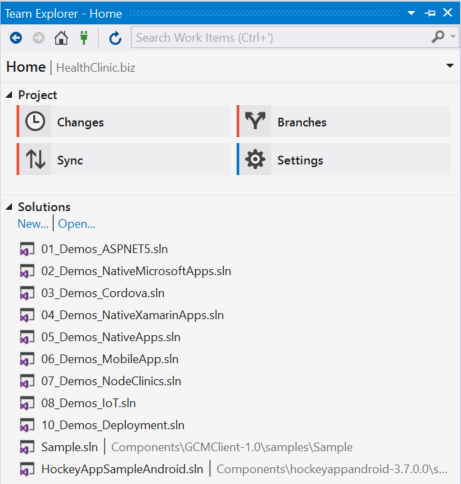 Team Explorer - Home
Search Work Items (Ctrl+')
Home | HealthClinic.biz
Project
Changes
Branches
Sync
Settings
Solutions
New... | Open...
01_Demos_ASPNET5.sln
02_Demos_NativeMicrosoftApps.sln
03_Demos_Cordova.sln
04_Demos_NativeXamarinApps.sln
05_Demos_NativeApps.sln
06_Demos_MobileApp.sln
07_Demos_NodeClinics.sln
08_Demos_IoT.sln
10_Demos_Deployment.sln
Sample.sln | Components\GCMClient-1.0\samples\Sample
HockeyAppSampleAndroid.sln | Components\hockeyappandroid-3.7.0.0\s...